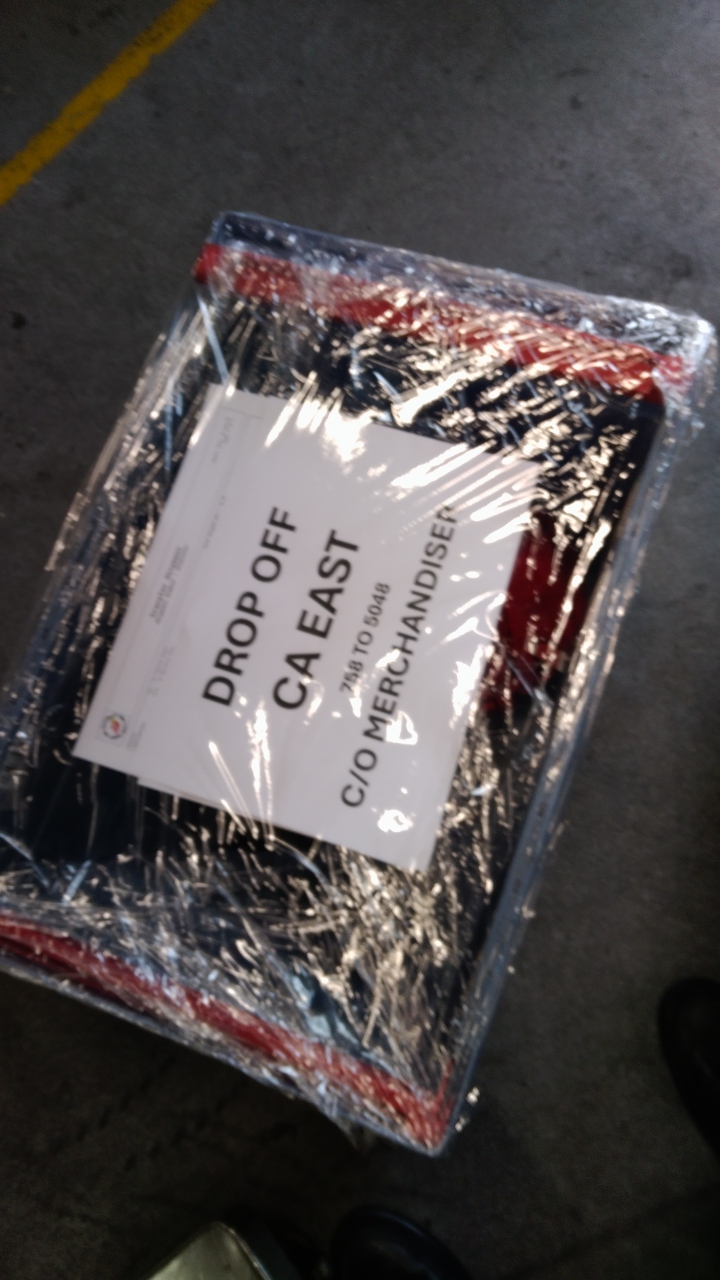 DROP OFF
CA EAST
758 TO 5048
C/O MERCHANDISER